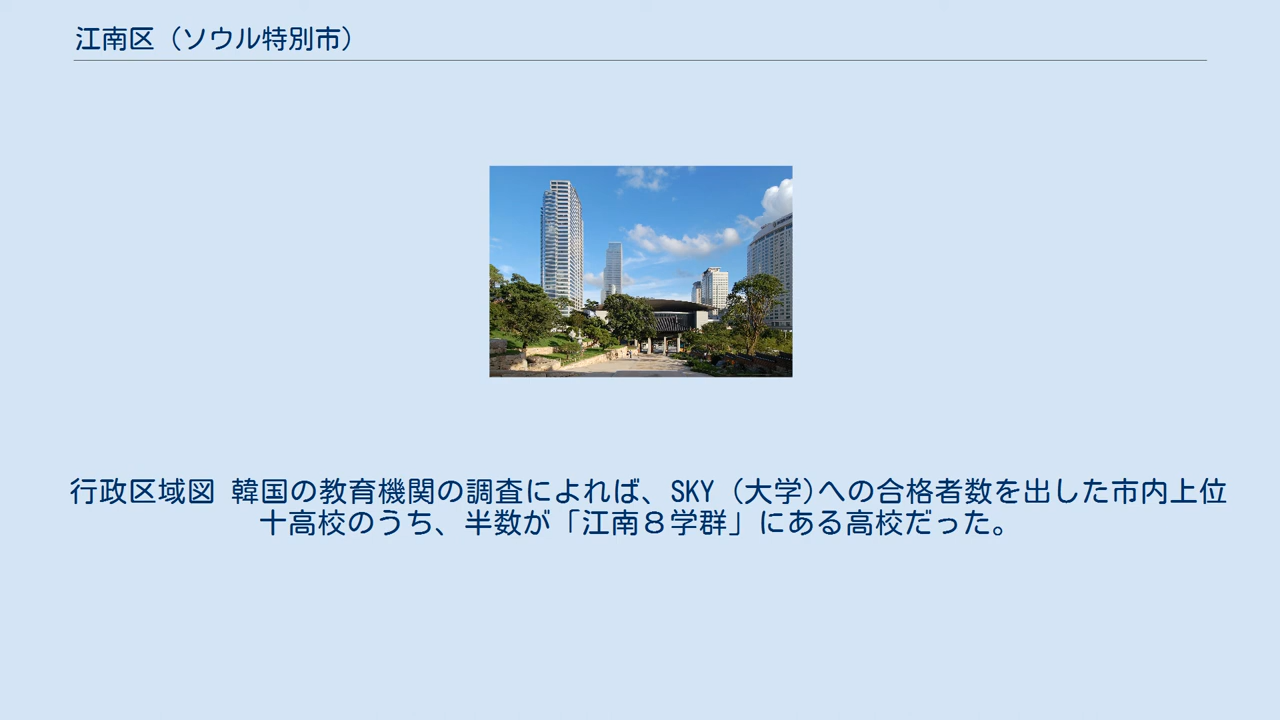 江南区（ソウル特別市）
行政区域図 韓国の教育機関の調査によれば、SKY (大学)への合格者数を出した市内上位
十高校のうち、半数が「江南８学群」にある高校だった。